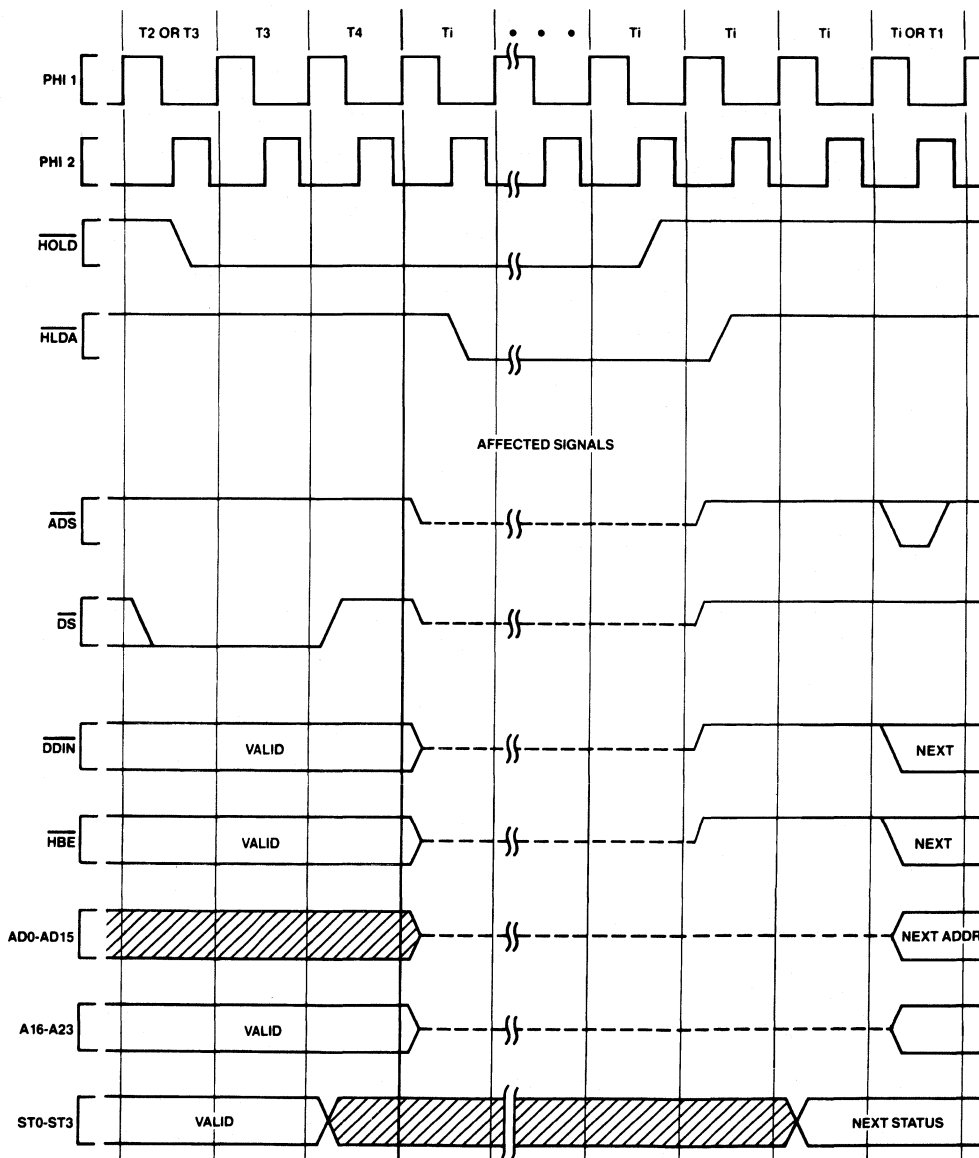 T2 OR T3 T3 T4 Ti • • • Ti Ti Ti Ti OR T1
PHI 1
PHI 2
HOLD
HLDA
AFFECTED SIGNALS
ADS
DS
DDIN VALID NEXT
HBE VALID NEXT
AD0-AD15 NEXT ADDR
A16-A23 VALID
ST0-ST3 VALID NEXT STATUS